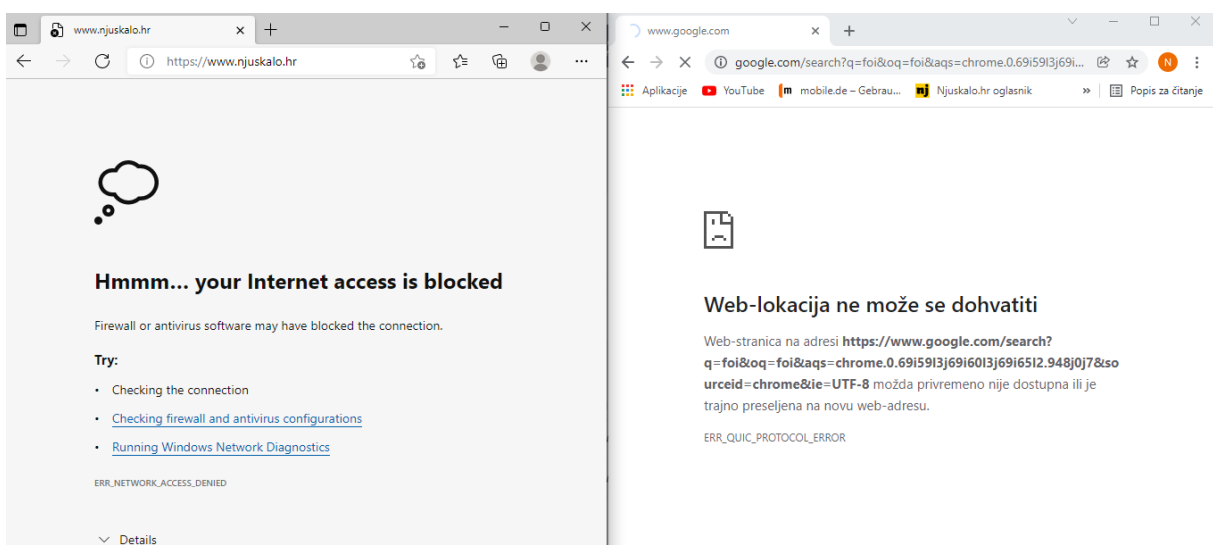 www.njuskalo.hr
https://www.njuskalo.hr
Hmmm... your Internet access is blocked
Firewall or antivirus software may have blocked the connection.
Try:
• Checking the connection
• Checking firewall and antivirus configurations
• Running Windows Network Diagnostics
ERR_NETWORK_ACCESS_DENIED
Details
www.google.com
google.com/search?q=foi&oq=foi&aqs=chrome.0.69i59l3j69i...
N
Aplikacije YouTube m mobile.de – Gebrau... nj Njuskalo.hr oglasnik » Popis za čitanje
Web-lokacija ne može se dohvatiti
Web-stranica na adresi https://www.google.com/search?
q=foi&oq=foi&aqs=chrome.0.69i59l3j69i60l3j69i65l2.948j0j7&so
urceid=chrome&ie=UTF-8 možda privremeno nije dostupna ili je
trajno preseljena na novu web-adresu.
ERR_QUIC_PROTOCOL_ERROR